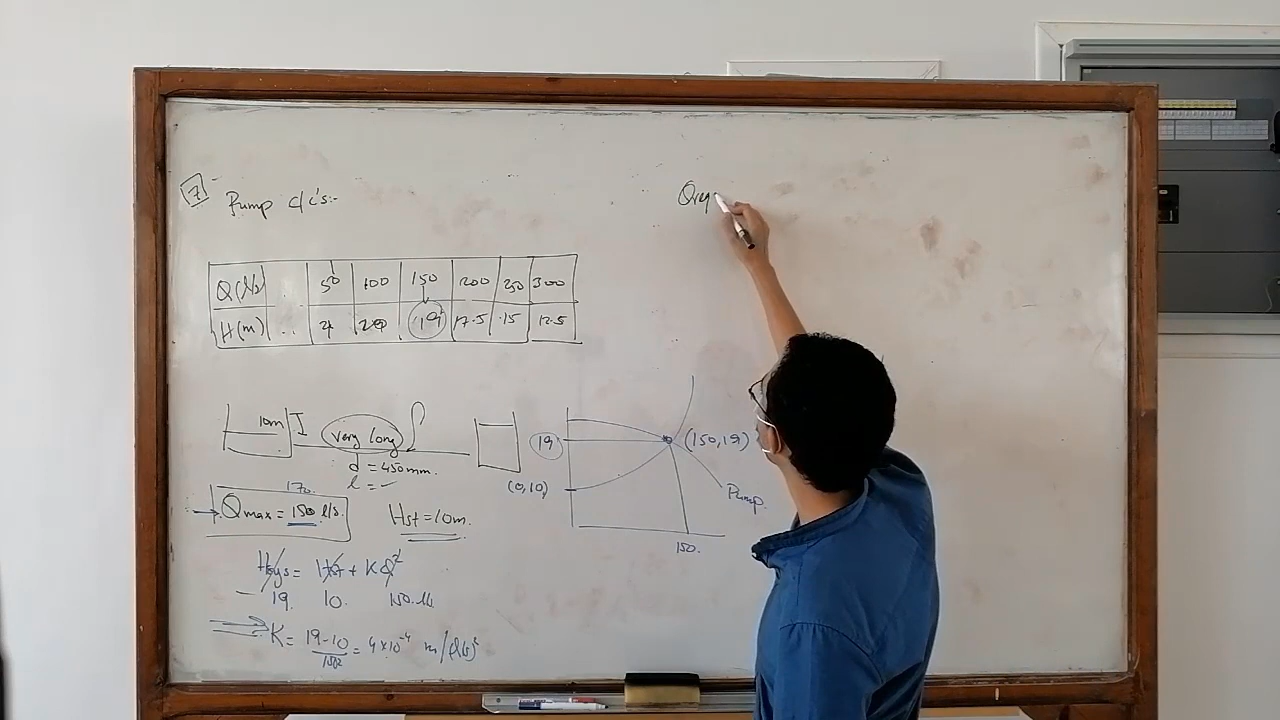 7
Pump c/c's:-
Qreq
Q(l/s) .. 50 100 150 200 250 300
H(m) .. 4 20 19 17.5 15 12.5
10m I very long
d = 450mm.
l = -
170
Qmax = 150 l/s.
Hst = 10m.
19 (150,19)
(0,10)
Pump
150.
Hsys = Hst + KQ²
- 19 10. 150 l/s
K = 19-10 / 150² = 4×10⁻⁴ m/(l/s)²